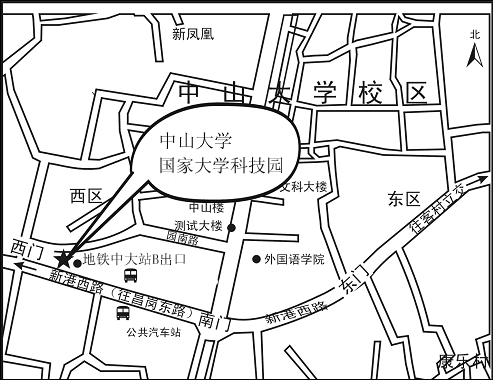 新凤凰
北
中山大学校区
中山大学
国家大学科技园
西区
文科大楼
东区
中山楼
测试大楼
园南路
往客村立交
西门
地铁中大站B出口
外国语学院
新港西路（往昌岗东路）
南门
新港西路
东门
公共汽车站
康乐村